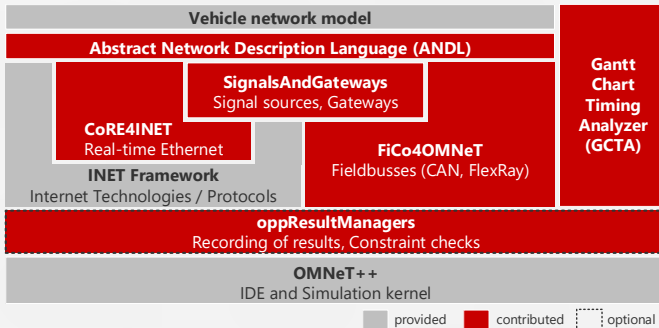 Vehicle network model
Abstract Network Description Language (ANDL)
Gantt
Chart
Timing
Analyzer
(GCTA)
SignalsAndGateways
Signal sources, Gateways
CoRE4INET
Real-time Ethernet
FiCo4OMNeT
Fieldbusses (CAN, FlexRay)
INET Framework
Internet Technologies / Protocols
oppResultManagers
Recording of results, Constraint checks
OMNeT++
IDE and Simulation kernel
provided contributed optional